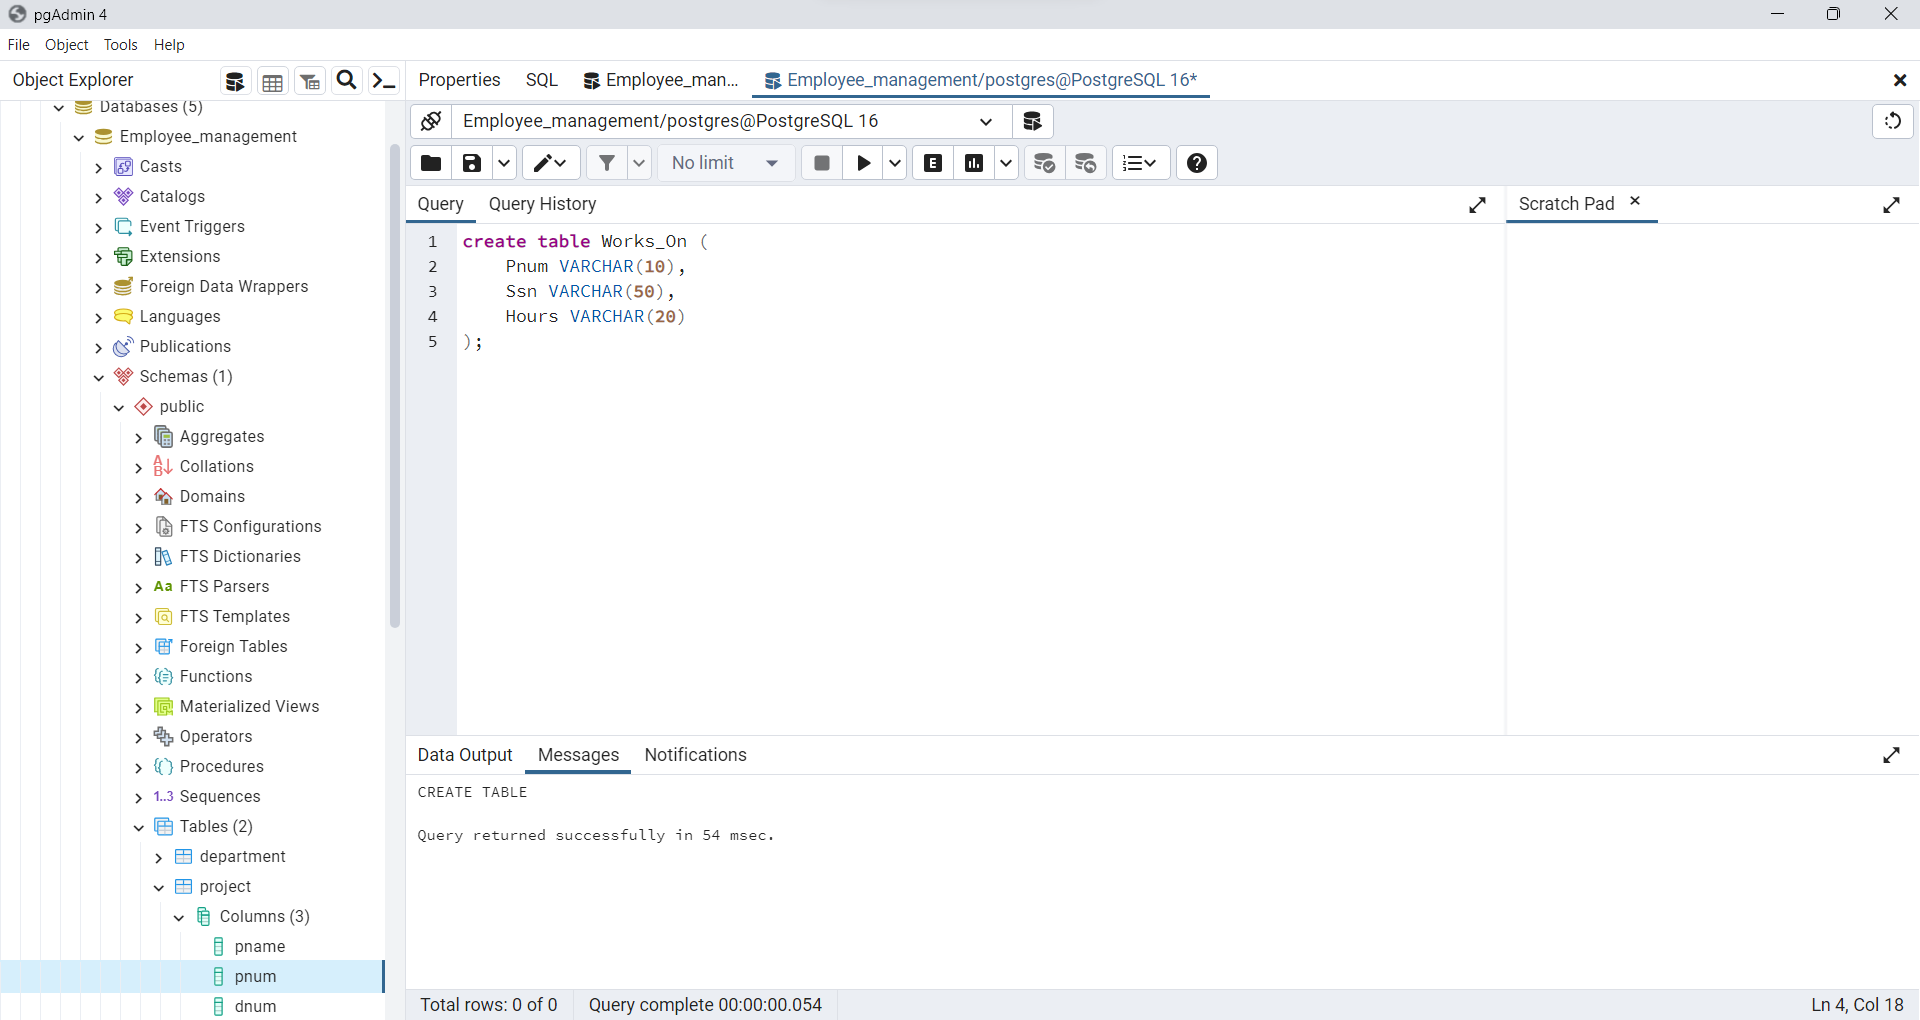 pgAdmin 4
File Object Tools Help
Object Explorer
Properties SQL Employee_man... Employee_management/postgres@PostgreSQL 16*
Databases (5)
Employee_management
Casts
Catalogs
Event Triggers
Extensions
Foreign Data Wrappers
Languages
Publications
Schemas (1)
public
Aggregates
Collations
Domains
FTS Configurations
FTS Dictionaries
Aa FTS Parsers
FTS Templates
Foreign Tables
Functions
Materialized Views
Operators
Procedures
1..3 Sequences
Tables (2)
department
project
Columns (3)
pname
pnum
dnum
Employee_management/postgres@PostgreSQL 16
No limit E
Query Query History
Scratch Pad
1 create table Works_On (
2 Pnum VARCHAR(10),
3 Ssn VARCHAR(50),
4 Hours VARCHAR(20)
5 );
Data Output Messages Notifications
CREATE TABLE
Query returned successfully in 54 msec.
Total rows: 0 of 0 Query complete 00:00:00.054 Ln 4, Col 18